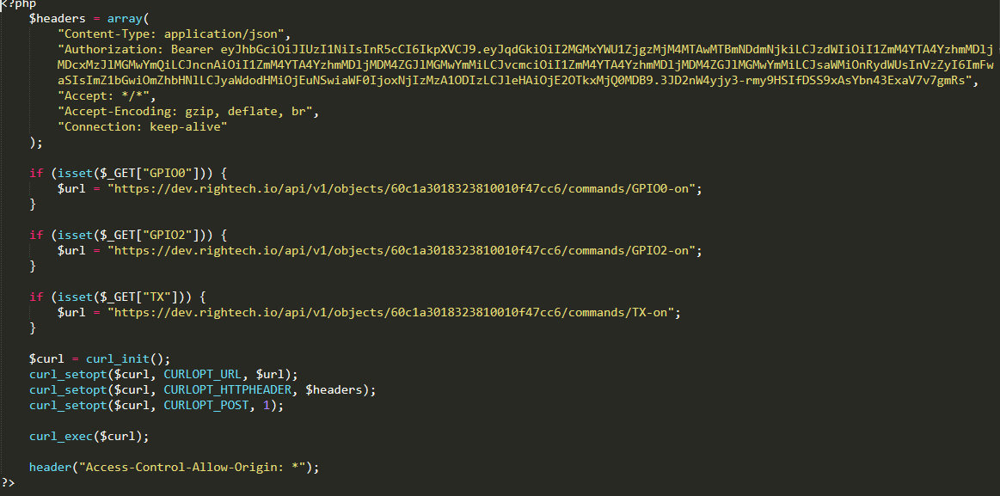 <?php
$headers = array(
"Content-Type: application/json",
"Authorization: Bearer eyJhbGciOiJIUzI1NiIsInR5cCI6IkpXVCJ9.eyJqdGkiOiI2MGMxYWU1ZjgzMjM4MTAwMTBmNDdmNjkiLCJzdWIiOiI1ZmM4YTA4YzhmMDlj
MDcxMzJlMGMwYmQiLCJncnAiOiI1ZmM4YTA4YzhmMDljMDM4ZGJlMGMwYmMiLCJvcmciOiI1ZmM4YTA4YzhmMDljMDM4ZGJlMGMwYmMiLCJsaWMiOnRydWUsInVzZyI6ImFw
aSIsImZ1bGwiOmZhbHNlLCJyaWdodHMiOjEuNSwiaWF0IjoxNjIzMzA1ODIzLCJleHAiOjE2OTkxMjQ0MDB9.3JD2nW4yjy3-rmy9HSIfDSS9xAsYbn43ExaV7v7gmRs",
"Accept: */*",
"Accept-Encoding: gzip, deflate, br",
"Connection: keep-alive"
);
if (isset($_GET["GPIO0"])) {
$url = "https://dev.rightech.io/api/v1/objects/60c1a3018323810010f47cc6/commands/GPIO0-on";
}
if (isset($_GET["GPIO2"])) {
$url = "https://dev.rightech.io/api/v1/objects/60c1a3018323810010f47cc6/commands/GPIO2-on";
}
if (isset($_GET["TX"])) {
$url = "https://dev.rightech.io/api/v1/objects/60c1a3018323810010f47cc6/commands/TX-on";
}
$curl = curl_init();
curl_setopt($curl, CURLOPT_URL, $url);
curl_setopt($curl, CURLOPT_HTTPHEADER, $headers);
curl_setopt($curl, CURLOPT_POST, 1);
curl_exec($curl);
header("Access-Control-Allow-Origin: *");
?>